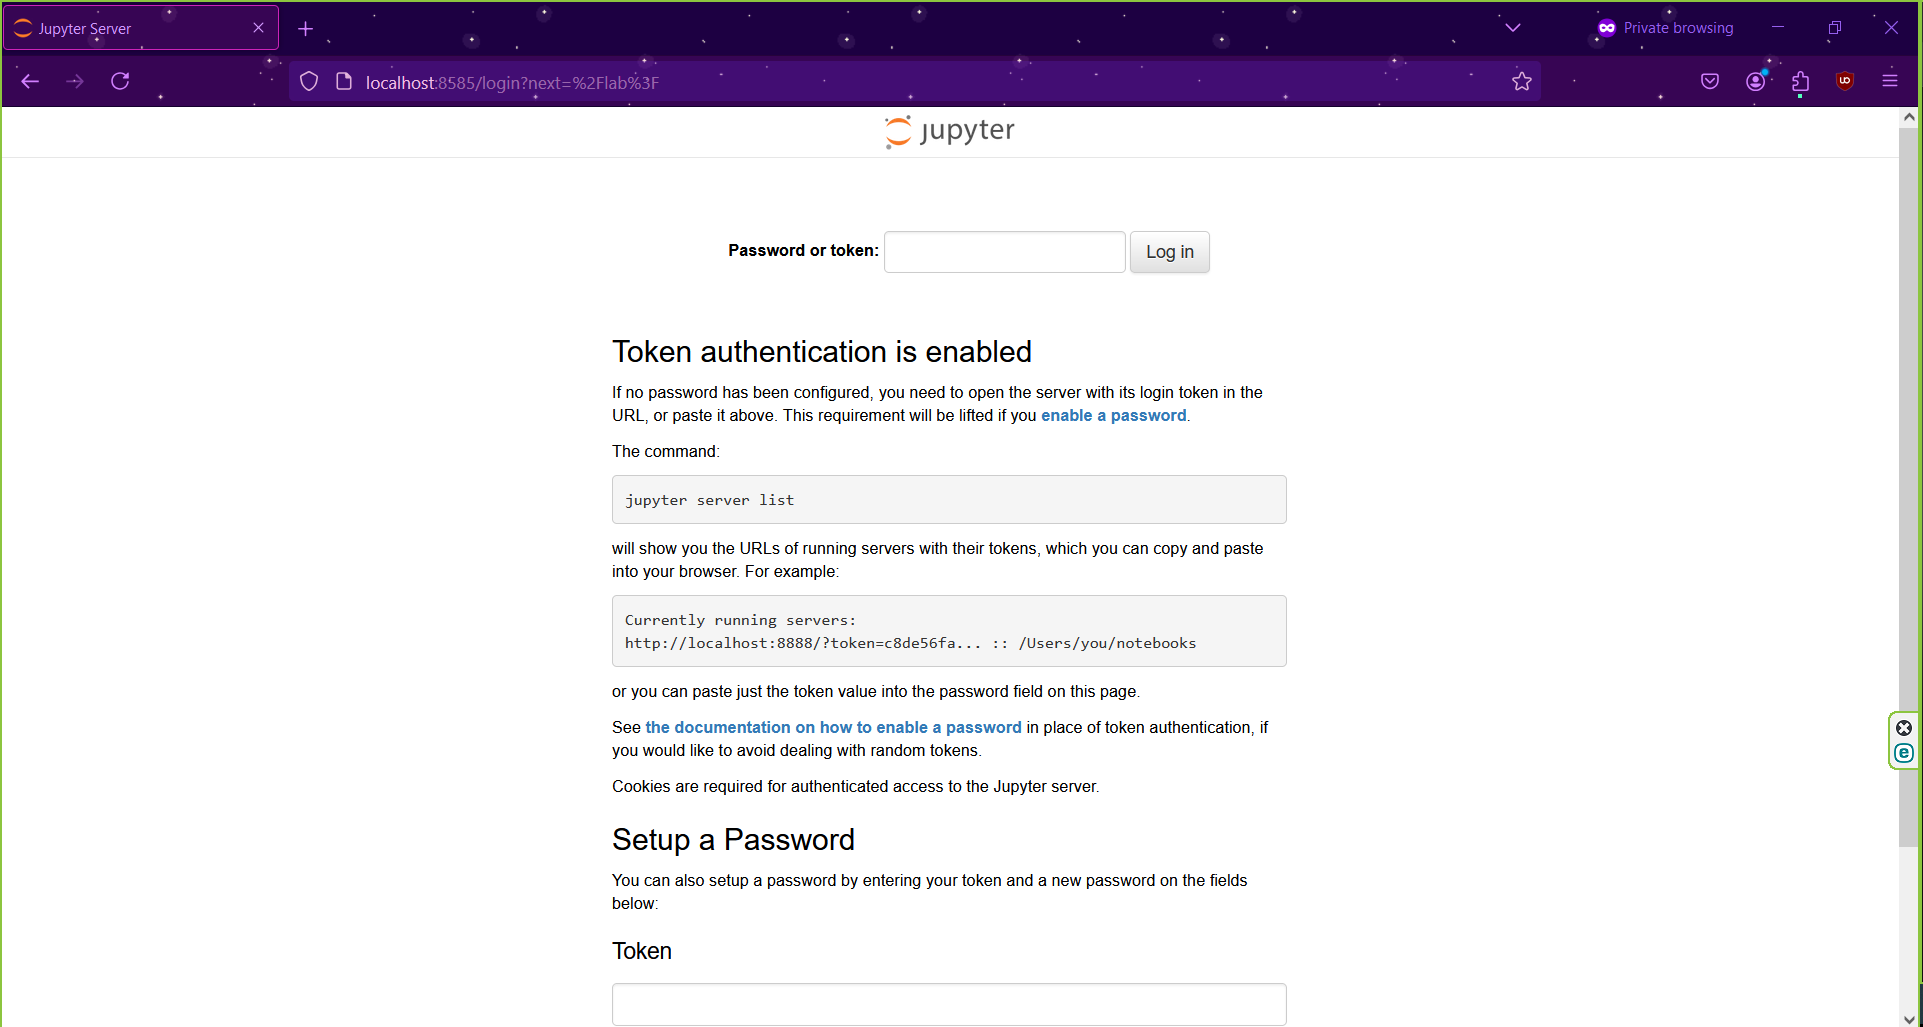 Jupyter Server
Private browsing
localhost:8585/login?next=%2Flab%3F
jupyter
Password or token:
Log in
Token authentication is enabled
If no password has been configured, you need to open the server with its login token in the
URL, or paste it above. This requirement will be lifted if you enable a password.
The command:
jupyter server list
will show you the URLs of running servers with their tokens, which you can copy and paste
into your browser. For example:
Currently running servers:
http://localhost:8888/?token=c8de56fa... :: /Users/you/notebooks
or you can paste just the token value into the password field on this page.
See the documentation on how to enable a password in place of token authentication, if
you would like to avoid dealing with random tokens.
Cookies are required for authenticated access to the Jupyter server.
Setup a Password
You can also setup a password by entering your token and a new password on the fields
below:
Token